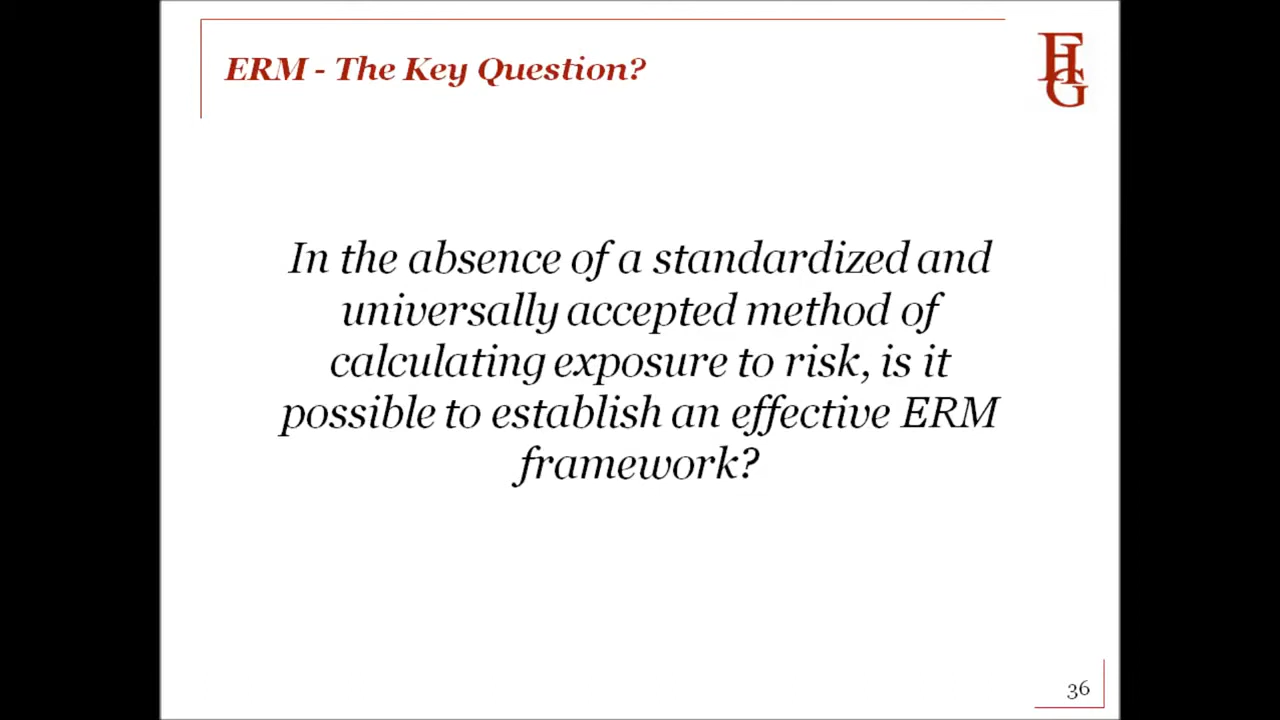 ERM - The Key Question?
FHG
In the absence of a standardized and
universally accepted method of
calculating exposure to risk, is it
possible to establish an effective ERM
framework?
36